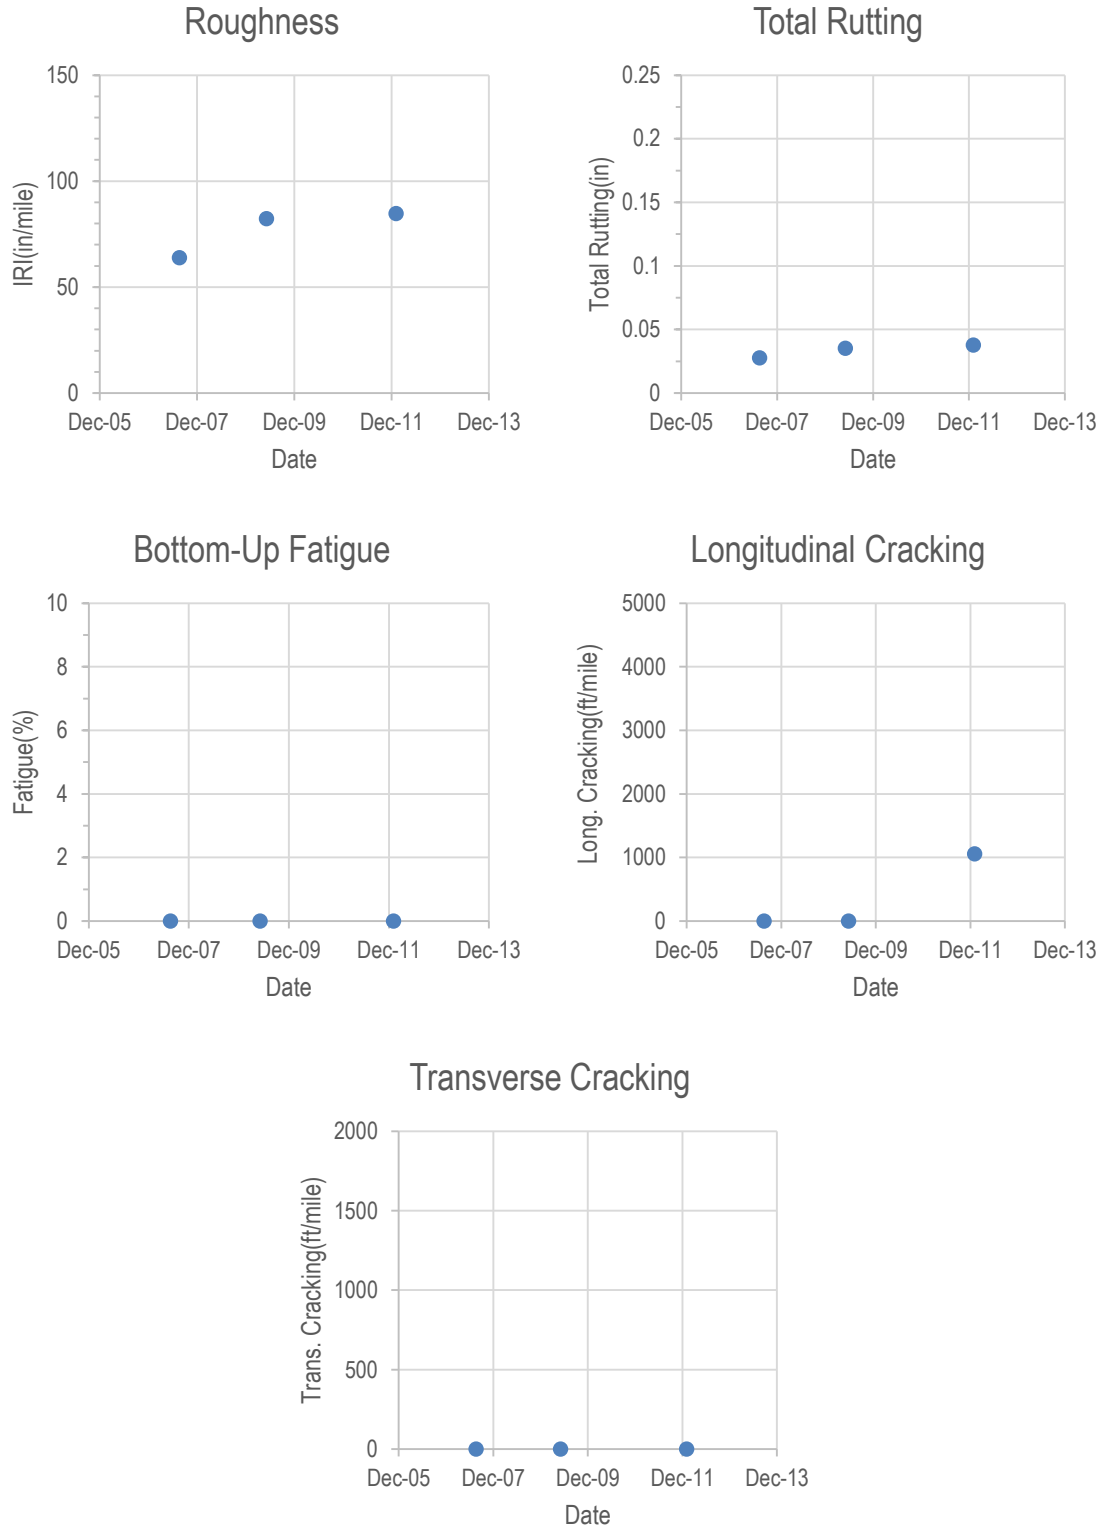 Roughness
150
100
50
0
IRI(in/mile)
Dec-05 Dec-07 Dec-09 Dec-11 Dec-13
Date
Total Rutting
0.25
0.2
0.15
0.1
0.05
0
Total Rutting(in)
Dec-05 Dec-07 Dec-09 Dec-11 Dec-13
Date
Bottom-Up Fatigue
10
8
6
4
2
0
Fatigue(%)
Dec-05 Dec-07 Dec-09 Dec-11 Dec-13
Date
Longitudinal Cracking
5000
4000
3000
2000
1000
0
Long. Cracking(ft/mile)
Dec-05 Dec-07 Dec-09 Dec-11 Dec-13
Date
Transverse Cracking
2000
1500
1000
500
0
Trans. Cracking(ft/mile)
Dec-05 Dec-07 Dec-09 Dec-11 Dec-13
Date